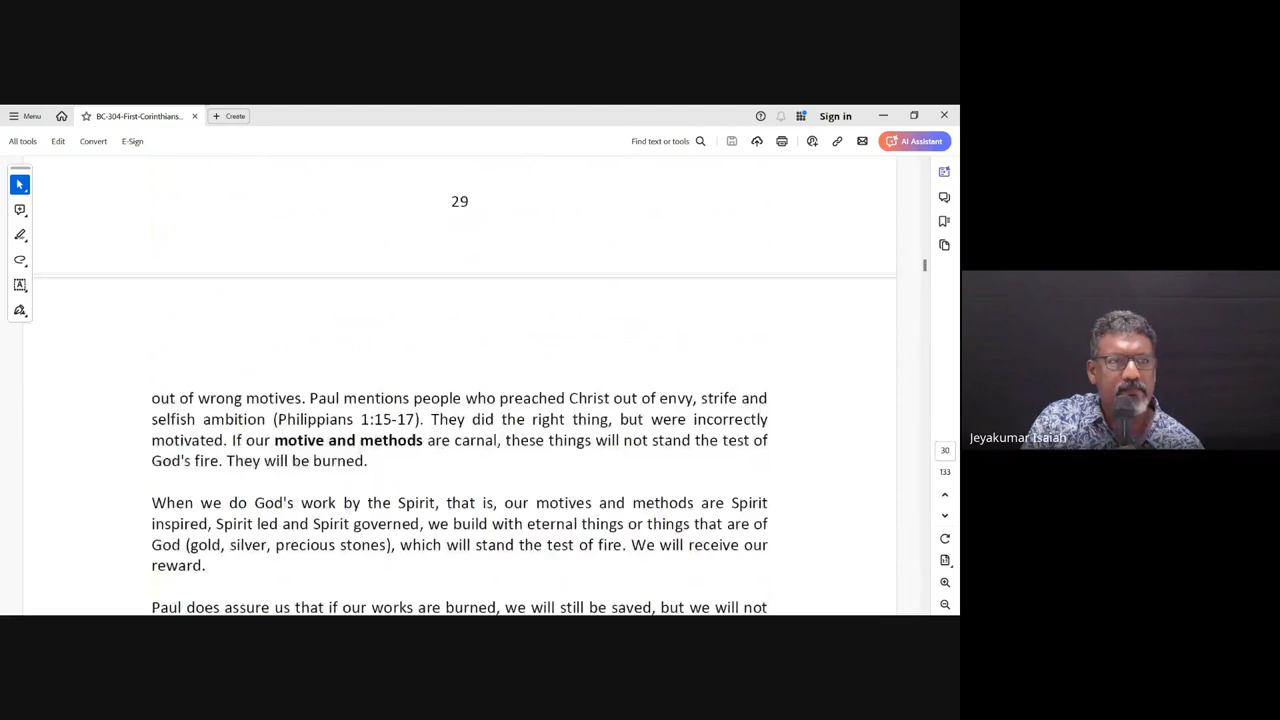 Menu
BC-304-First-Corinthians...
Create
Sign in
All tools
Edit
Convert
E-Sign
Find text or tools
AI Assistant
29
out of wrong motives. Paul mentions people who preached Christ out of envy, strife and
selfish ambition (Philippians 1:15-17). They did the right thing, but were incorrectly
motivated. If our motive and methods are carnal, these things will not stand the test of
God's fire. They will be burned.
When we do God's work by the Spirit, that is, our motives and methods are Spirit
inspired, Spirit led and Spirit governed, we build with eternal things or things that are of
God (gold, silver, precious stones), which will stand the test of fire. We will receive our
reward.
Paul does assure us that if our works are burned, we will still be saved, but we will not
30
133
Jeyakumar Isaiah